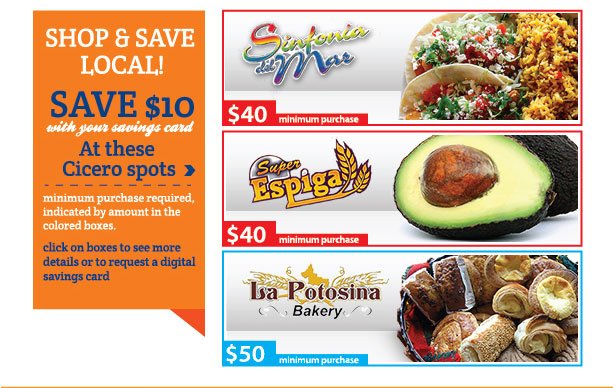 SHOP & SAVE
LOCAL!
SAVE $10
with your savings card
At these
Cicero spots
minimum purchase required,
indicated by amount in the
colored boxes.
click on boxes to see more
details or to request a digital
savings card
Sinfonia
del Mar
$40 minimum purchase
Super
Espiga
$40 minimum purchase
La Potosina
Bakery
$50 minimum purchase